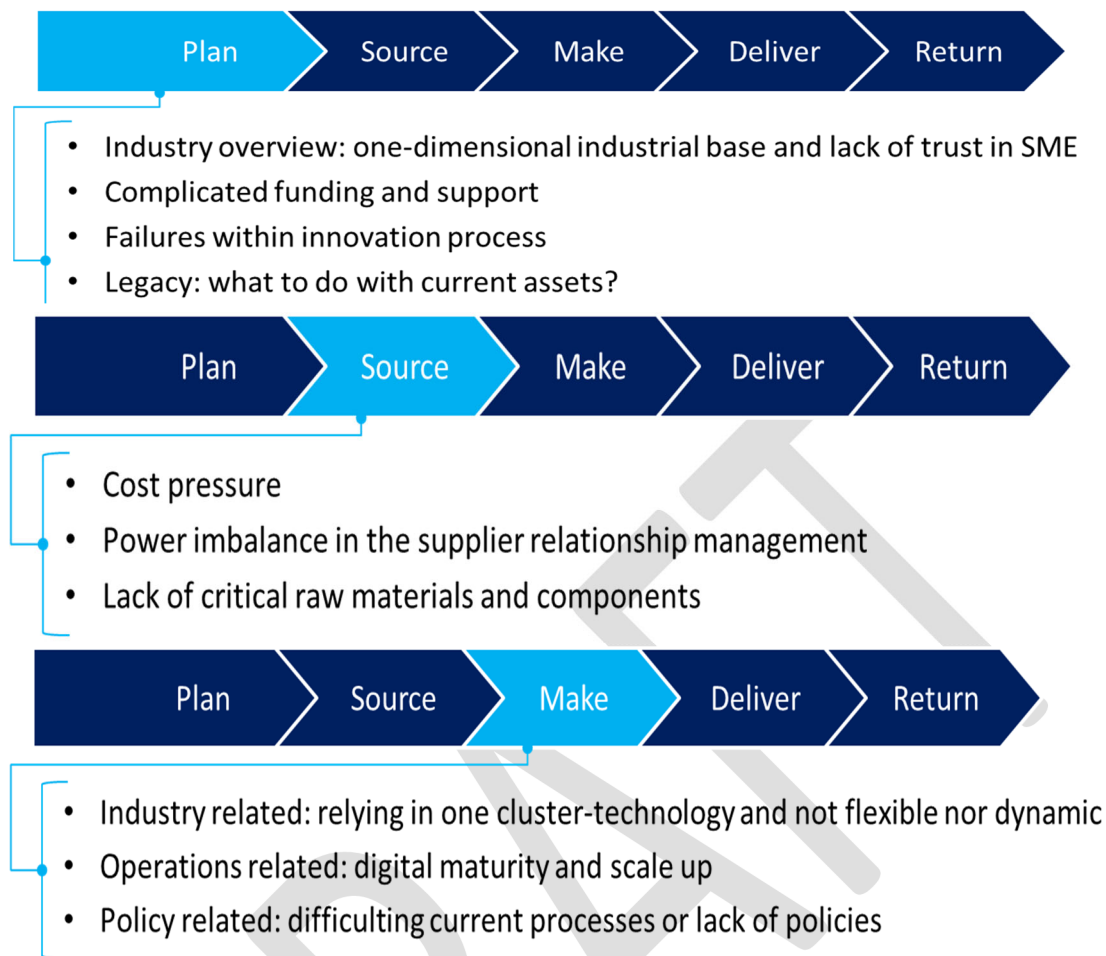 Plan Source Make Deliver Return
• Industry overview: one-dimensional industrial base and lack of trust in SME
• Complicated funding and support
• Failures within innovation process
• Legacy: what to do with current assets?
Plan Source Make Deliver Return
• Cost pressure
• Power imbalance in the supplier relationship management
• Lack of critical raw materials and components
Plan Source Make Deliver Return
• Industry related: relying in one cluster-technology and not flexible nor dynamic
• Operations related: digital maturity and scale up
• Policy related: difficulting current processes or lack of policies
DRAFT